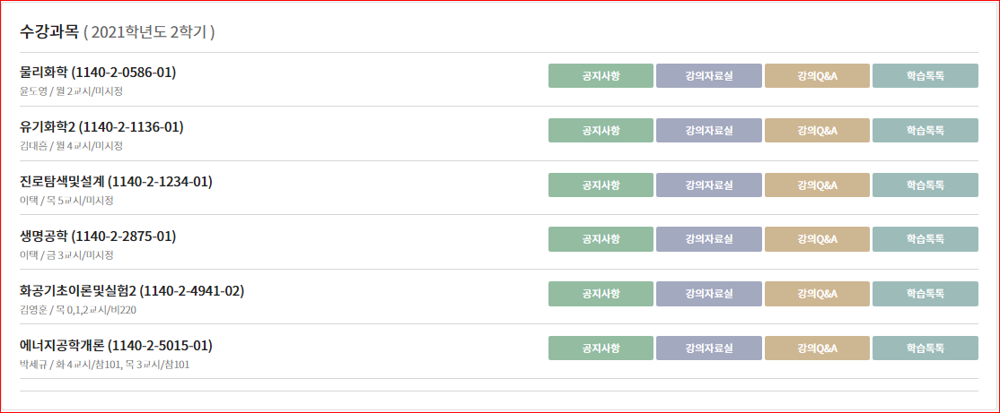 수강과목 ( 2021학년도 2학기 )
물리화학 (1140-2-0586-01)
공지사항 강의자료실 강의Q&A 학습톡톡
윤도영 / 월 2교시/미시정
유기화학2 (1140-2-1136-01)
공지사항 강의자료실 강의Q&A 학습톡톡
김대흠 / 월 4교시/미시정
진로탐색및설계 (1140-2-1234-01)
공지사항 강의자료실 강의Q&A 학습톡톡
이택 / 목 5교시/미시정
생명공학 (1140-2-2875-01)
공지사항 강의자료실 강의Q&A 학습톡톡
이택 / 금 3교시/미시정
화공기초이론및실험2 (1140-2-4941-02)
공지사항 강의자료실 강의Q&A 학습톡톡
김영훈 / 목 0,1,2교시/비220
에너지공학개론 (1140-2-5015-01)
공지사항 강의자료실 강의Q&A 학습톡톡
박세규 / 화 4교시/참101, 목 3교시/참101